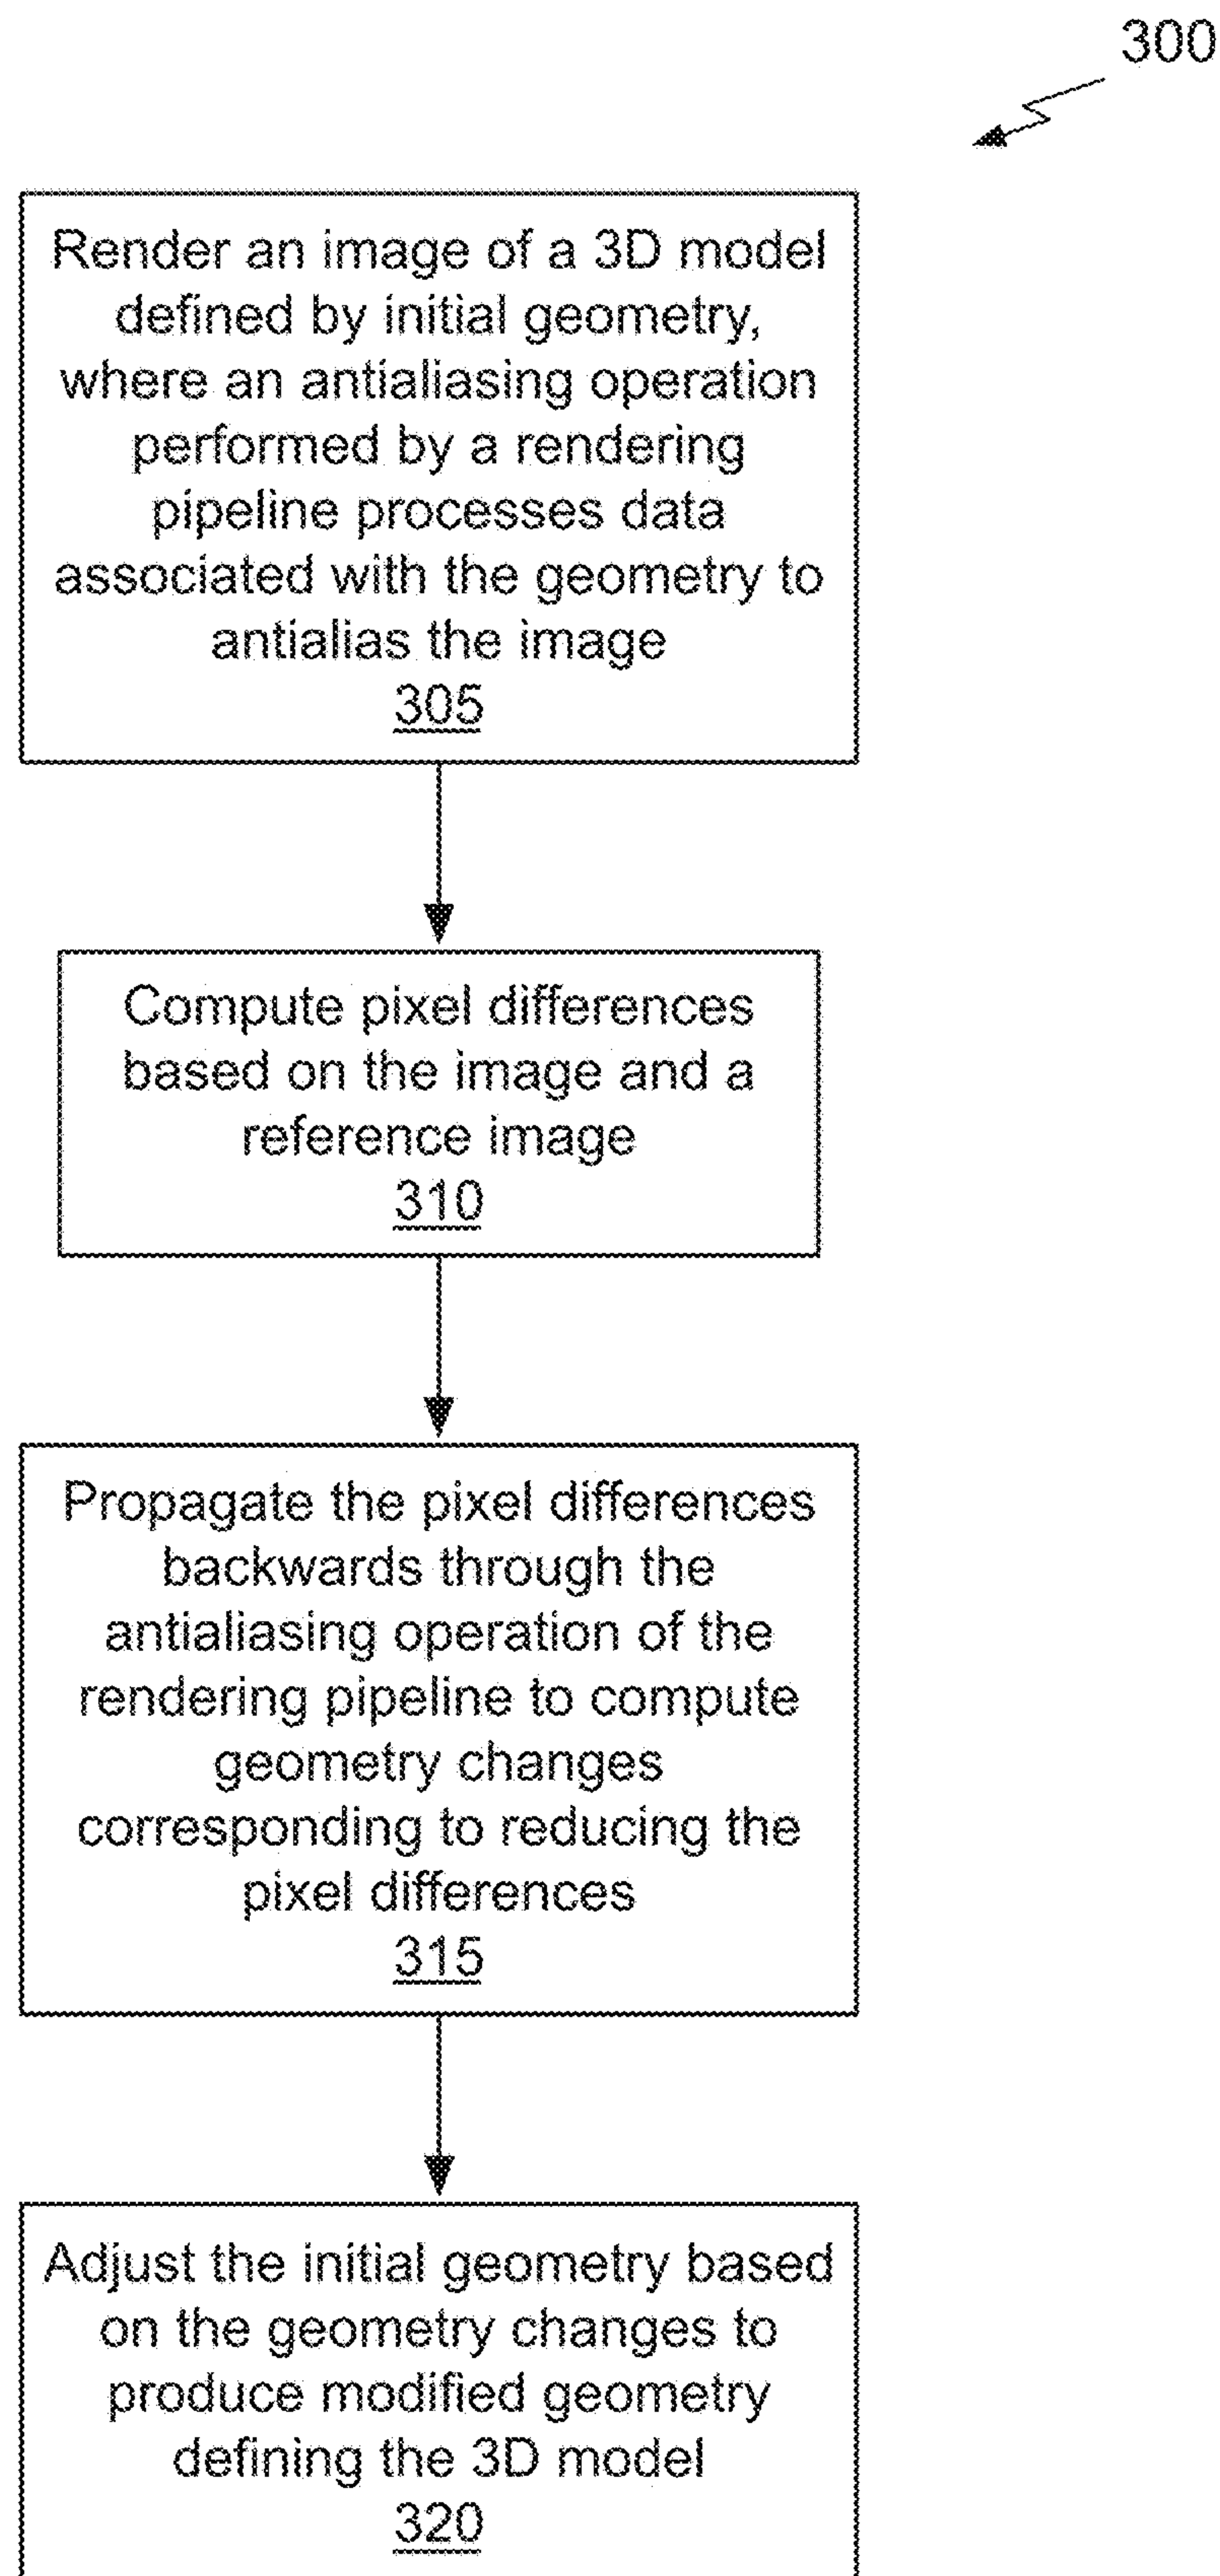 300
Render an image of a 3D model
defined by initial geometry,
where an antialiasing operation
performed by a rendering
pipeline processes data
associated with the geometry to
antialias the image
305
Compute pixel differences
based on the image and a
reference image
310
Propagate the pixel differences
backwards through the
antialiasing operation of the
rendering pipeline to compute
geometry changes
corresponding to reducing the
pixel differences
315
Adjust the initial geometry based
on the geometry changes to
produce modified geometry
defining the 3D model
320